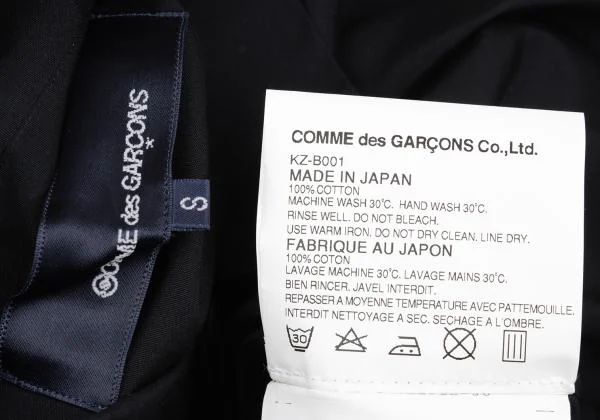 COMME des GARÇONS
S
COMME des GARÇONS Co.,Ltd.
KZ-B001
MADE IN JAPAN
100% COTTON
MACHINE WASH 30°C. HAND WASH 30°C.
RINSE WELL. DO NOT BLEACH.
USE WARM IRON. DO NOT DRY CLEAN. LINE DRY.
FABRIQUE AU JAPON
100% COTON
LAVAGE MACHINE 30°C. LAVAGE MAINS 30°C.
BIEN RINCER. JAVEL INTERDIT.
REPASSER A MOYENNE TEMPERATURE AVEC PATTEMOUILLE.
INTERDIT NETTOYAGE A SEC. SECHAGE A L'OMBRE.
30